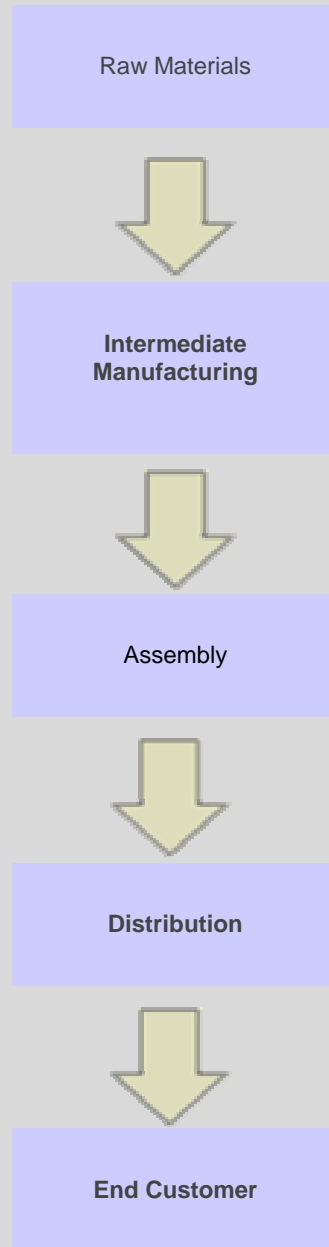 Raw Materials
Intermediate
Manufacturing
Assembly
Distribution
End Customer